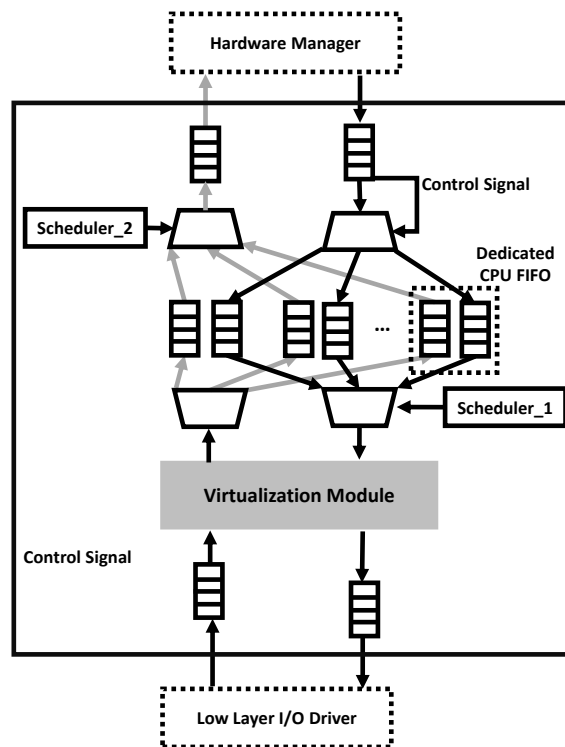 Hardware Manager
Control Signal
Scheduler_2
Dedicated
CPU FIFO
...
Scheduler_1
Virtualization Module
Control Signal
Low Layer I/O Driver